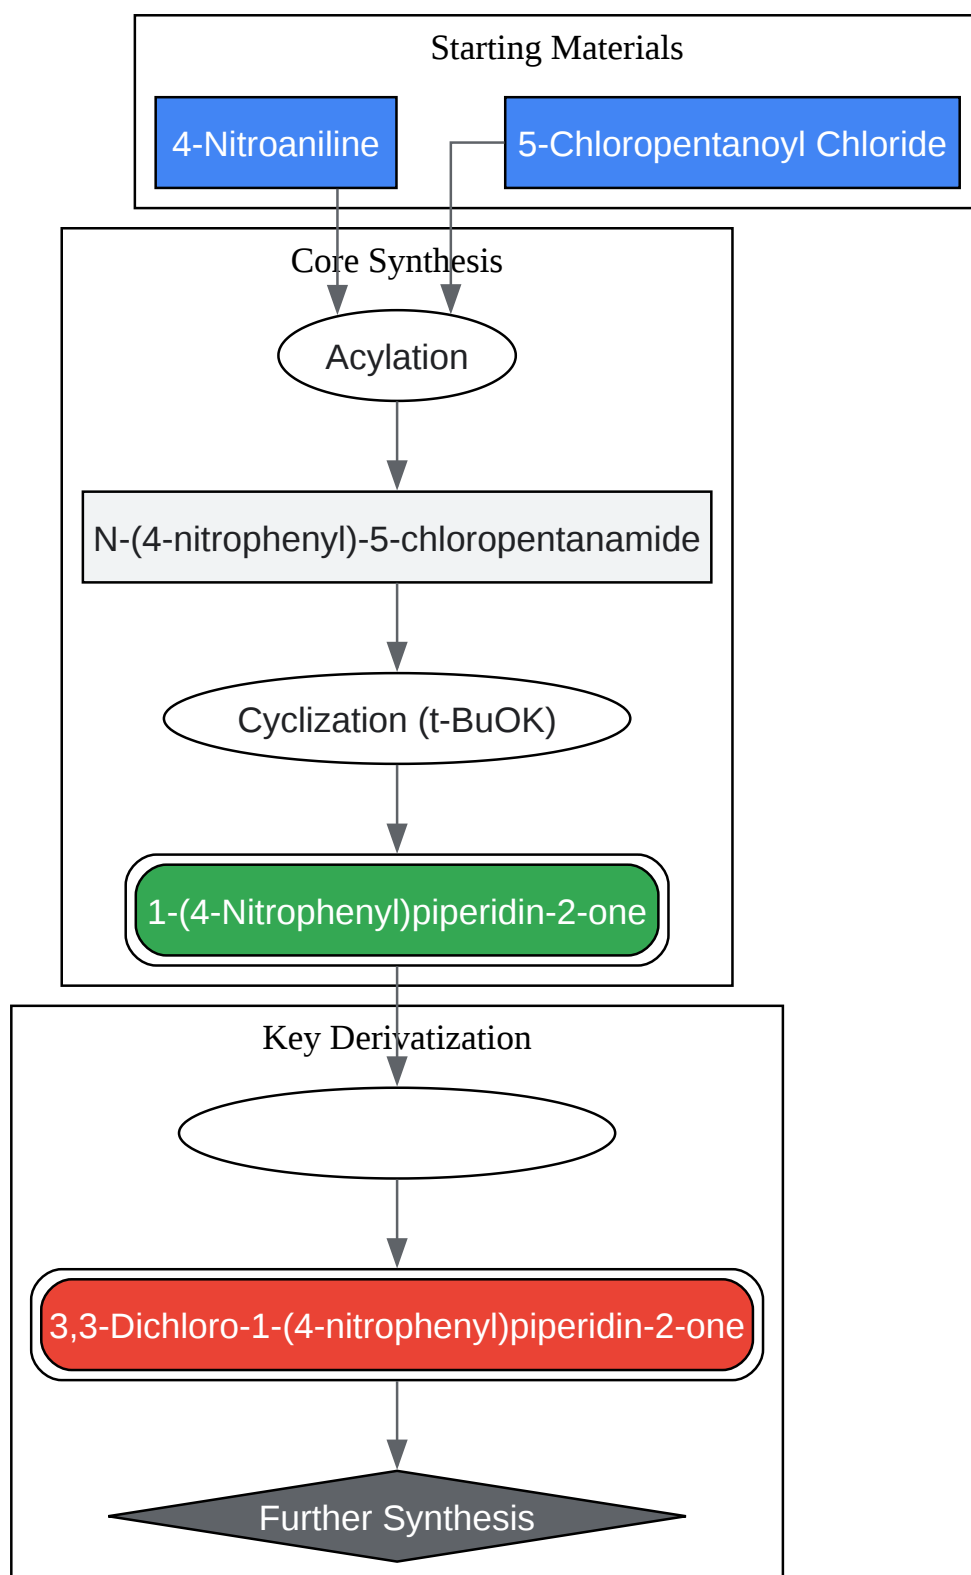 Starting Materials
4-Nitroaniline
5-Chloropentanoyl Chloride
Core Synthesis
Acylation
N-(4-nitrophenyl)-5-chloropentanamide
Cyclization (t-BuOK)
1-(4-Nitrophenyl)piperidin-2-one
Key Derivatization
3,3-Dichloro-1-(4-nitrophenyl)piperidin-2-one
Further Synthesis